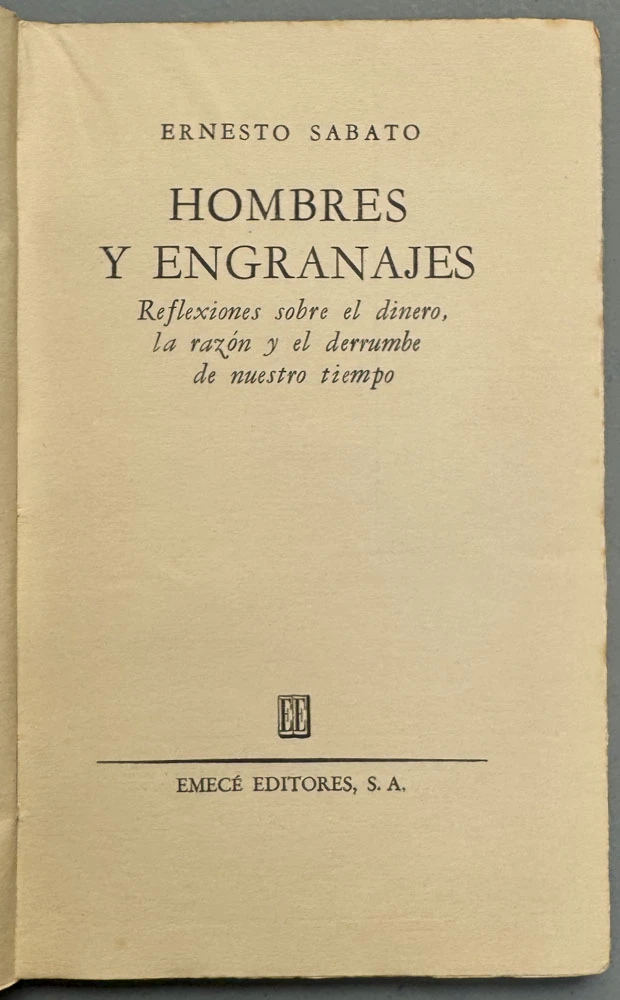 ERNESTO SABATO
HOMBRES
Y ENGRANAJES
Reflexiones sobre el dinero,
la razón y el derrumbe
de nuestro tiempo
EE
EMECÉ EDITORES, S. A.